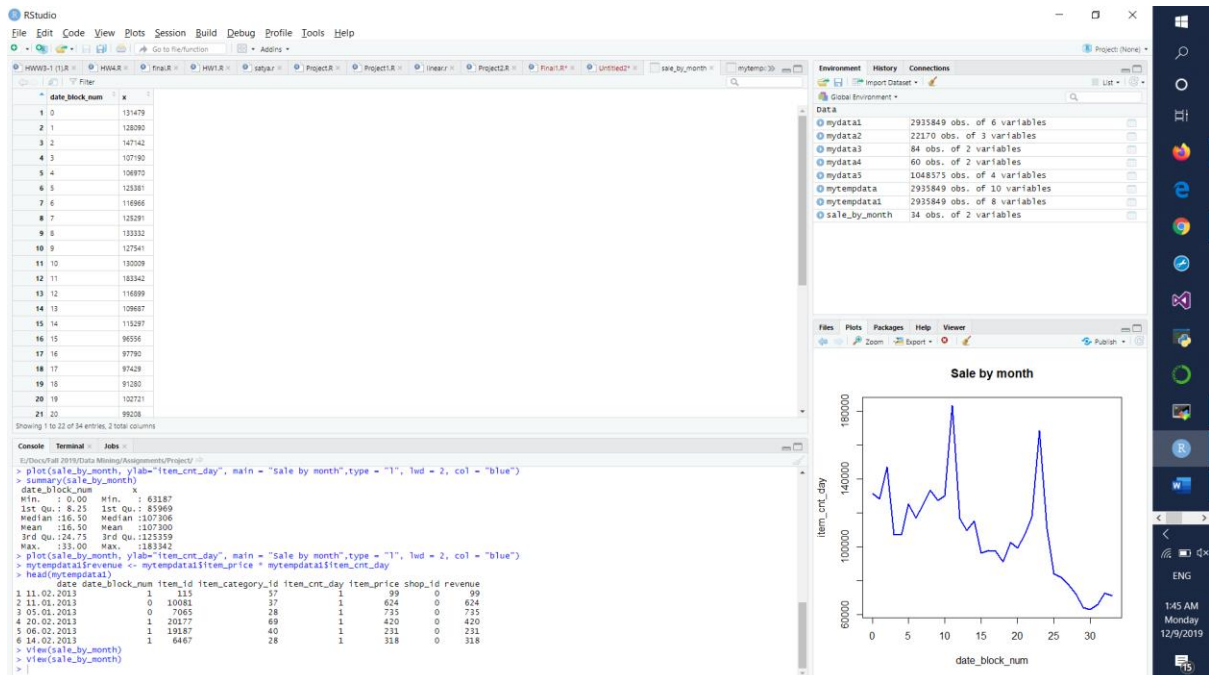 RStudio
File Edit Code View Plots Session Build Debug Profile Tools Help
Go to file/function Addins Project: (None)
HWW3-1 (1).R HW4.R final.R HW1.R satya.r Project.R Project1.R linear.r Project2.R Final1.R* Untitled2* sale_by_month mytemp
Filter
date_block_num x
1 0 131479
2 1 128090
3 2 147142
4 3 107190
5 4 106970
6 5 125381
7 6 116966
8 7 125291
9 8 133332
10 9 127541
11 10 130009
12 11 183342
13 12 116899
14 13 109687
15 14 115297
16 15 96556
17 16 97790
18 17 97429
19 18 91280
20 19 102721
21 20 99208
Showing 1 to 22 of 34 entries, 2 total columns
Console Terminal Jobs
E:/Docs/Fall 2019/Data Mining/Assignments/Project/
> plot(sale_by_month, ylab="item_cnt_day", main = "Sale by month",type = "l", lwd = 2, col = "blue")
> summary(sale_by_month)
date_block_num x
Min. : 0.00 Min. : 63187
1st Qu.: 8.25 1st Qu.: 85969
Median :16.50 Median :107306
Mean :16.50 Mean :107300
3rd Qu.:24.75 3rd Qu.:125359
Max. :33.00 Max. :183342
> plot(sale_by_month, ylab="item_cnt_day", main = "Sale by month",type = "l", lwd = 2, col = "blue")
> mytempdata1$revenue <- mytempdata1$item_price * mytempdata1$item_cnt_day
> head(mytempdata1)
date date_block_num item_id item_category_id item_cnt_day item_price shop_id revenue
1 11.02.2013 1 115 57 1 99 0 99
2 11.01.2013 0 10081 37 1 624 0 624
3 05.01.2013 0 7065 28 1 735 0 735
4 20.02.2013 1 20177 69 1 420 0 420
5 06.02.2013 1 19187 40 1 231 0 231
6 14.02.2013 1 6467 28 1 318 0 318
> View(sale_by_month)
> View(sale_by_month)
>
Environment History Connections
Import Dataset List
Global Environment
Data
mydata1 2935849 obs. of 6 variables
mydata2 22170 obs. of 3 variables
mydata3 84 obs. of 2 variables
mydata4 60 obs. of 2 variables
mydata5 1048575 obs. of 4 variables
mytempdata 2935849 obs. of 10 variables
mytempdata1 2935849 obs. of 8 variables
sale_by_month 34 obs. of 2 variables
Files Plots Packages Help Viewer
Zoom Export Publish
Sale by month
item_cnt_day
60000 100000 140000 180000
0 5 10 15 20 25 30
date_block_num
ENG
1:45 AM
Monday
12/9/2019
15